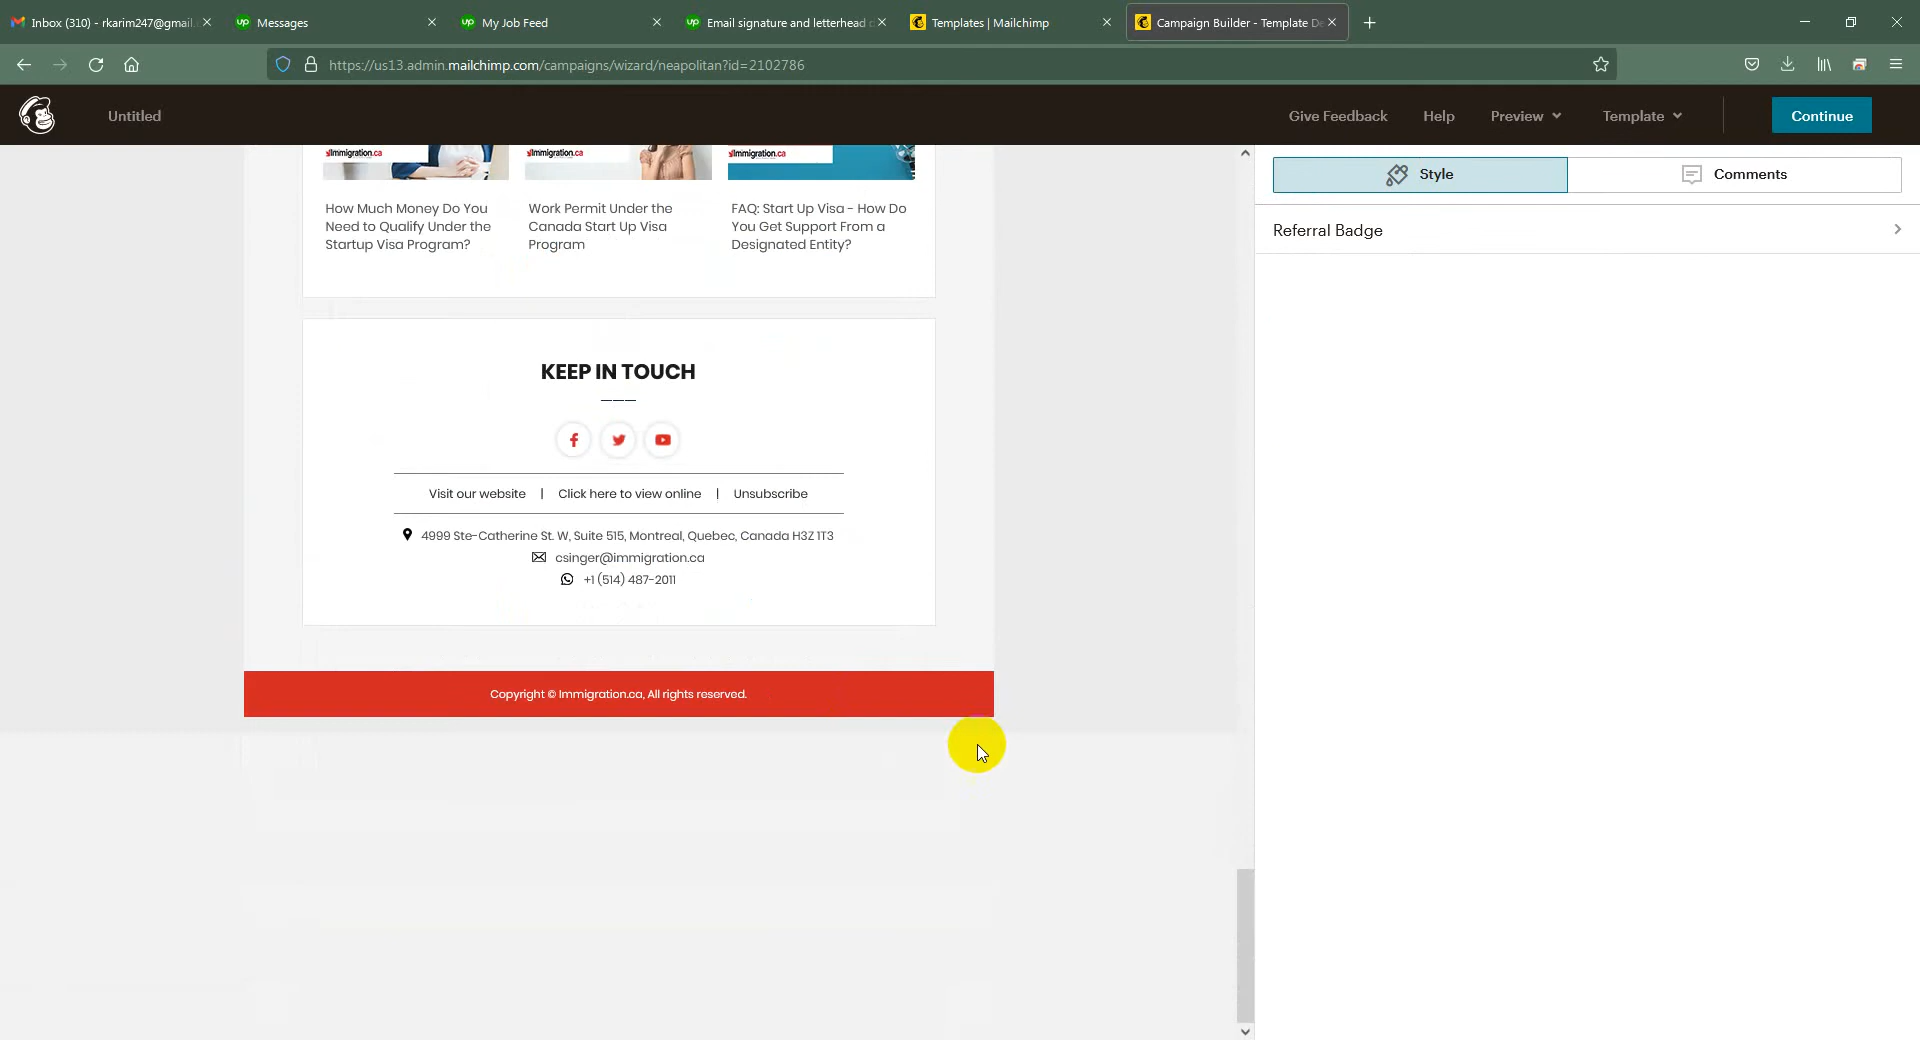 Inbox (310) - rkarim247@gmail.
Messages
My Job Feed
Email signature and letterhead
Templates | Mailchimp
Campaign Builder - Template De
https://us13.admin.mailchimp.com/campaigns/wizard/neapolitan?id=2102786
Untitled
Give Feedback
Help
Preview
Template
Continue
Style
Comments
Referral Badge
Immigration.ca
Immigration.ca
Immigration.ca
How Much Money Do You
Need to Qualify Under the
Startup Visa Program?
Work Permit Under the
Canada Start Up Visa
Program
FAQ: Start Up Visa - How Do
You Get Support From a
Designated Entity?
KEEP IN TOUCH
Visit our website | Click here to view online | Unsubscribe
4999 Ste-Catherine St. W, Suite 515, Montreal, Quebec, Canada H3Z 1T3
csinger@immigration.ca
+1 (514) 487-2011
Copyright © Immigration.ca, All rights reserved.